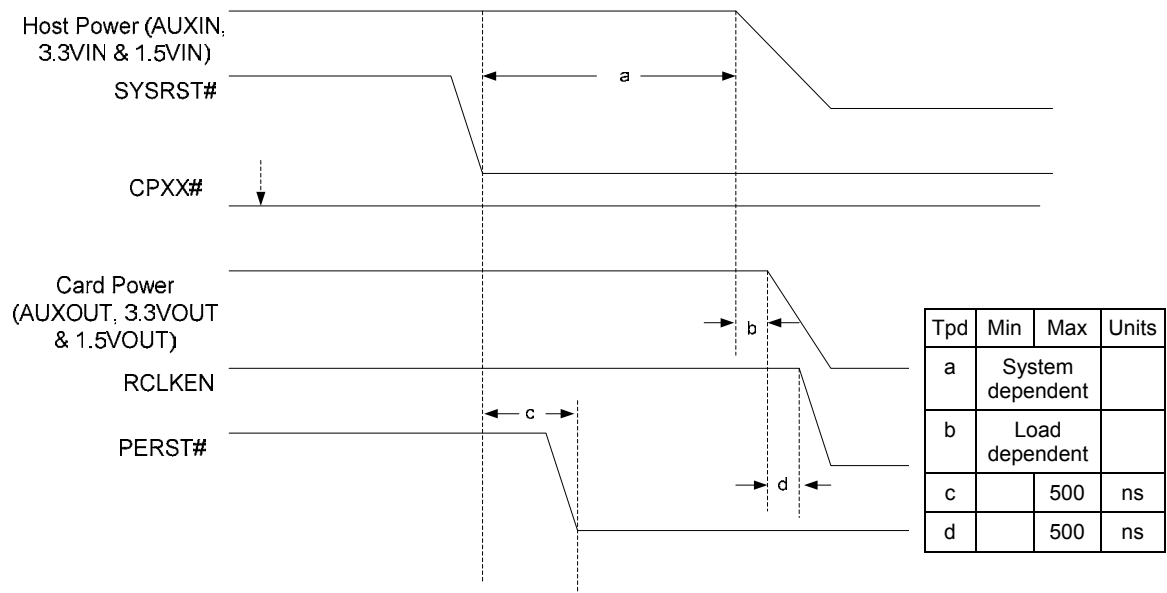 Host Power (AUXIN,
3.3VIN & 1.5VIN)
SYSRST#
a
CPXX#
Card Power
(AUXOUT, 3.3VOUT
& 1.5VOUT)
b
RCLKEN
c
PERST#
d
Tpd Min Max Units
a System
dependent
b Load
dependent
c 500 ns
d 500 ns